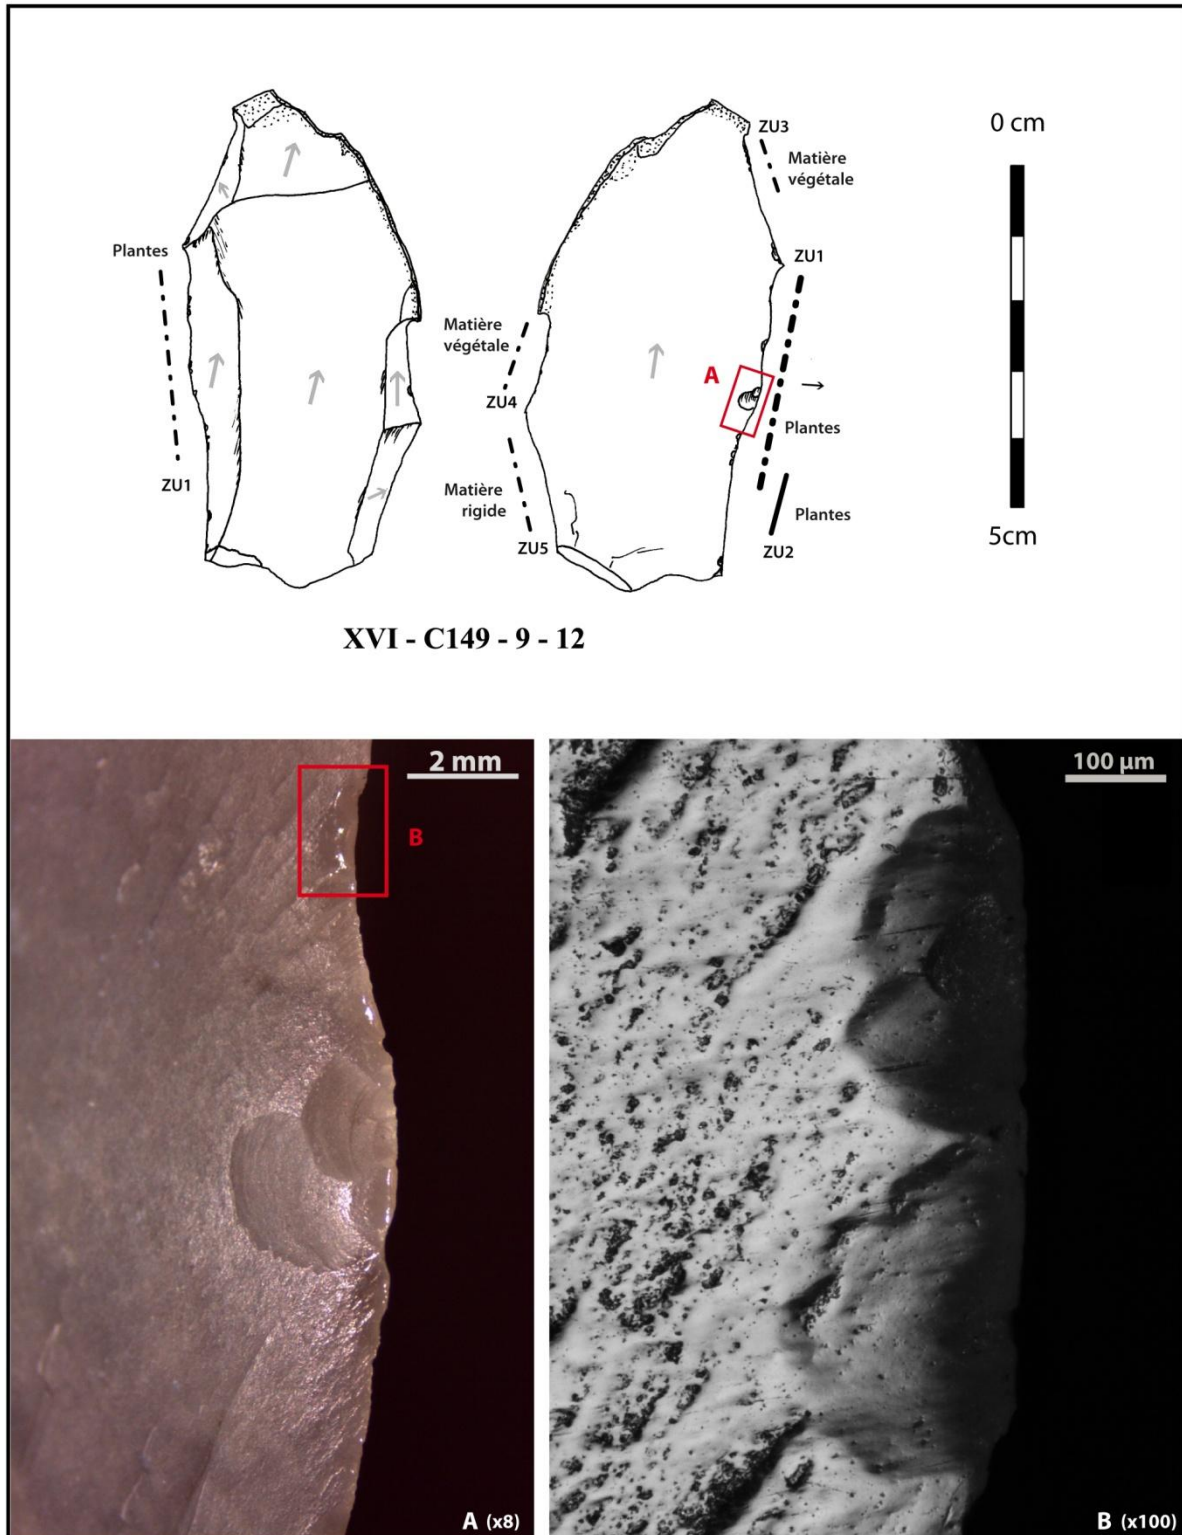 0 cm
ZU3
Matière
végétale
Plantes
ZU1
Matière
végétale
A
ZU4
Plantes
ZU1
Matière
rigide
Plantes
ZU5
ZU2
5cm
XVI - C149 - 9 - 12
2 mm
B
A (x8)
100 µm
B (x100)